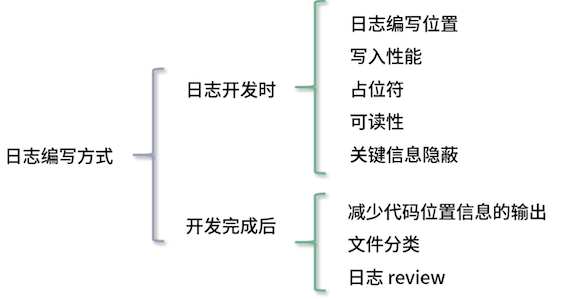 日志编写方式
日志开发时
日志编写位置
写入性能
占位符
可读性
关键信息隐蔽
开发完成后
减少代码位置信息的输出
文件分类
日志 review